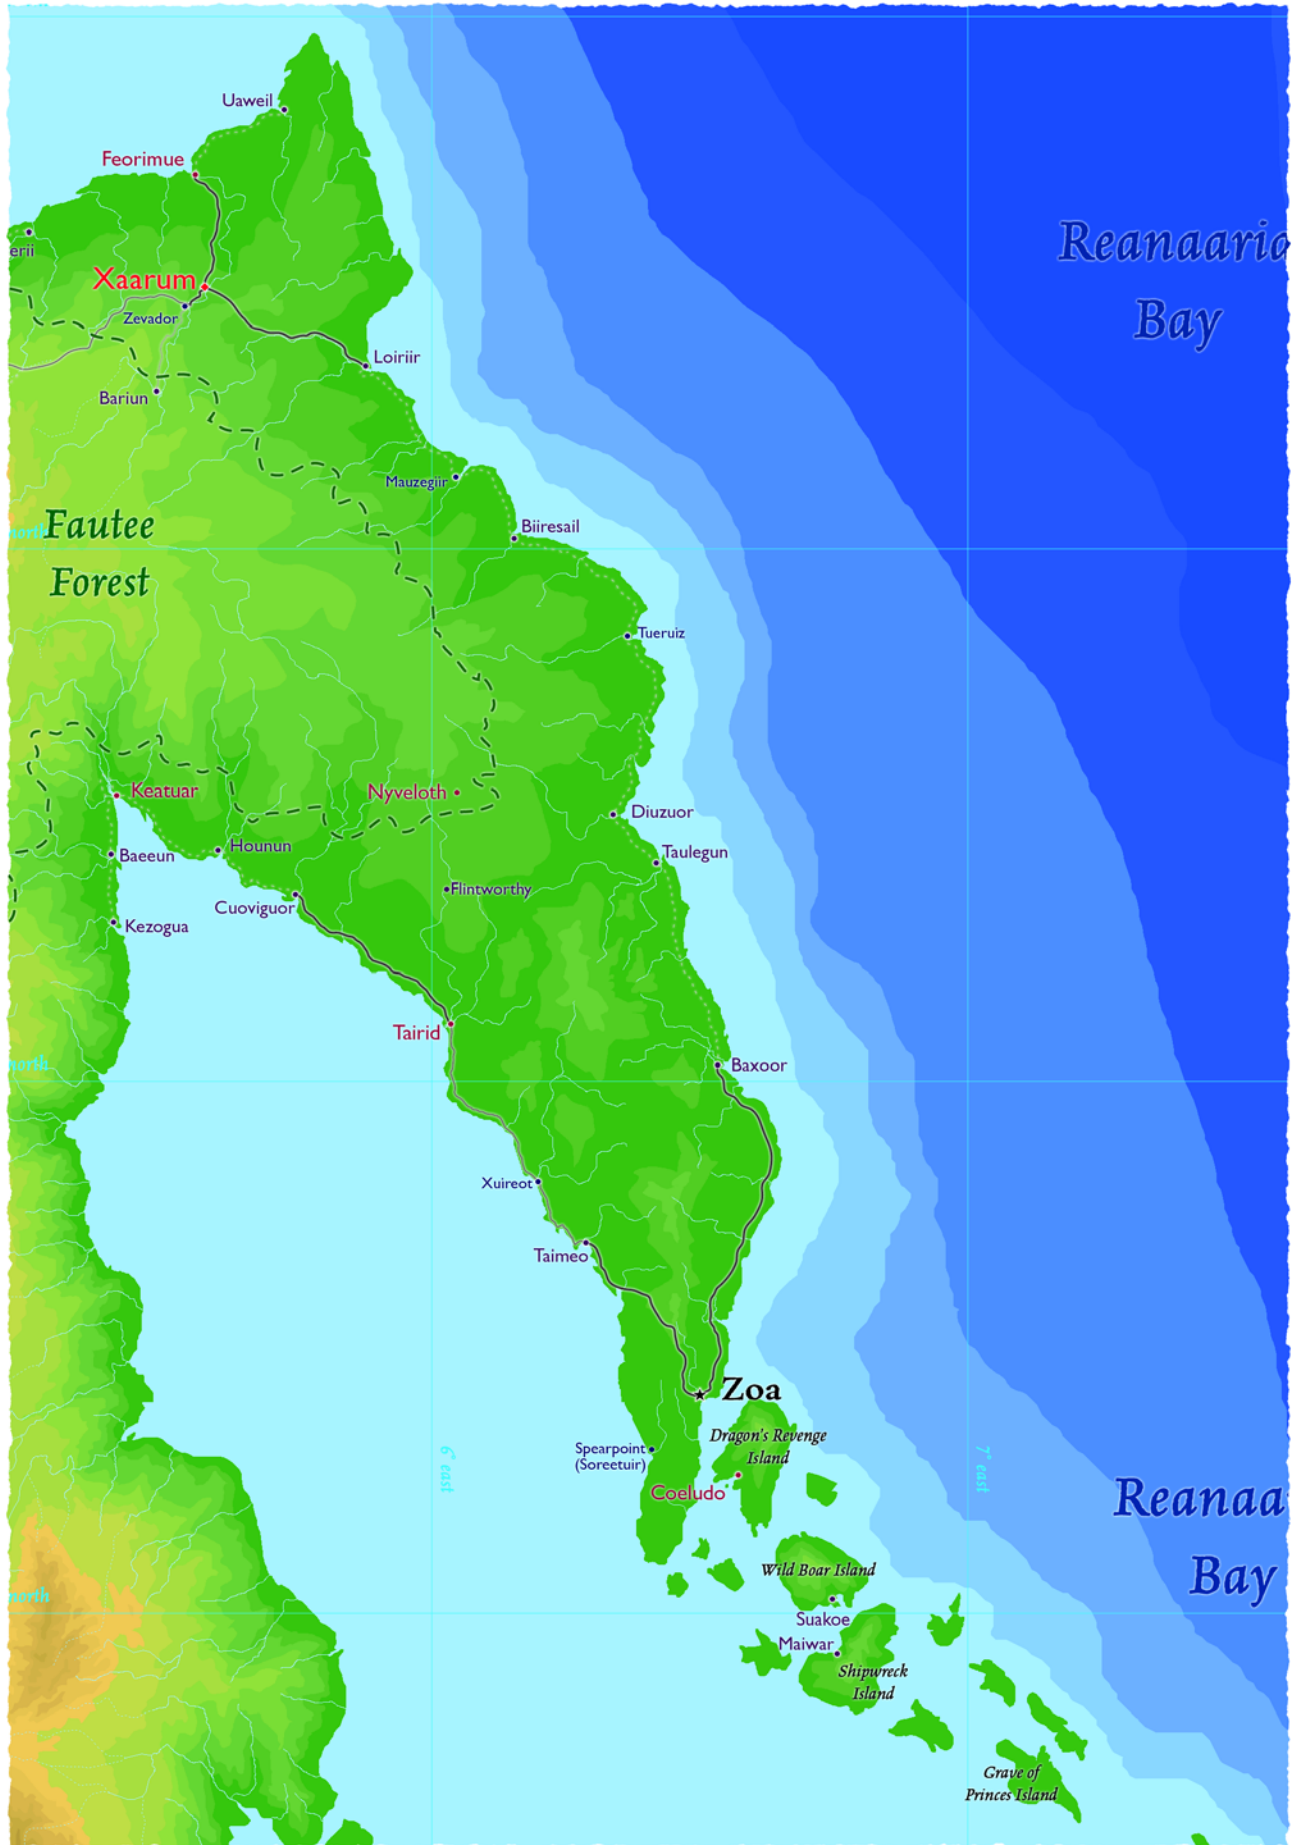 Uaweil
Feorimue
erii
Reanaaria
Bay
Xaarum
Zevador
Loiriir
Bariun
Mauzegiir
Biiresail
north
Fautee
Forest
Tueruiz
Keatuar
Nyveloth
Diuzuor
Hounun
Taulegun
Baeeun
Flintworthy
Cuoviguor
Kezogua
Tairid
north
Baxoor
Xuireot
Taimeo
Zoa
Dragon's Revenge
Island
Spearpoint
(Soreetuir)
6° east
7° east
Coeludo
Reanaa
Bay
Wild Boar Island
north
Suakoe
Maiwar
Shipwreck
Island
Grave of
Princes Island